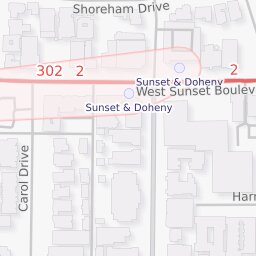 Shoreham Drive
302 2
2
Sunset & Doheny
West Sunset Boulev
Sunset & Doheny
Carol Drive
Harr